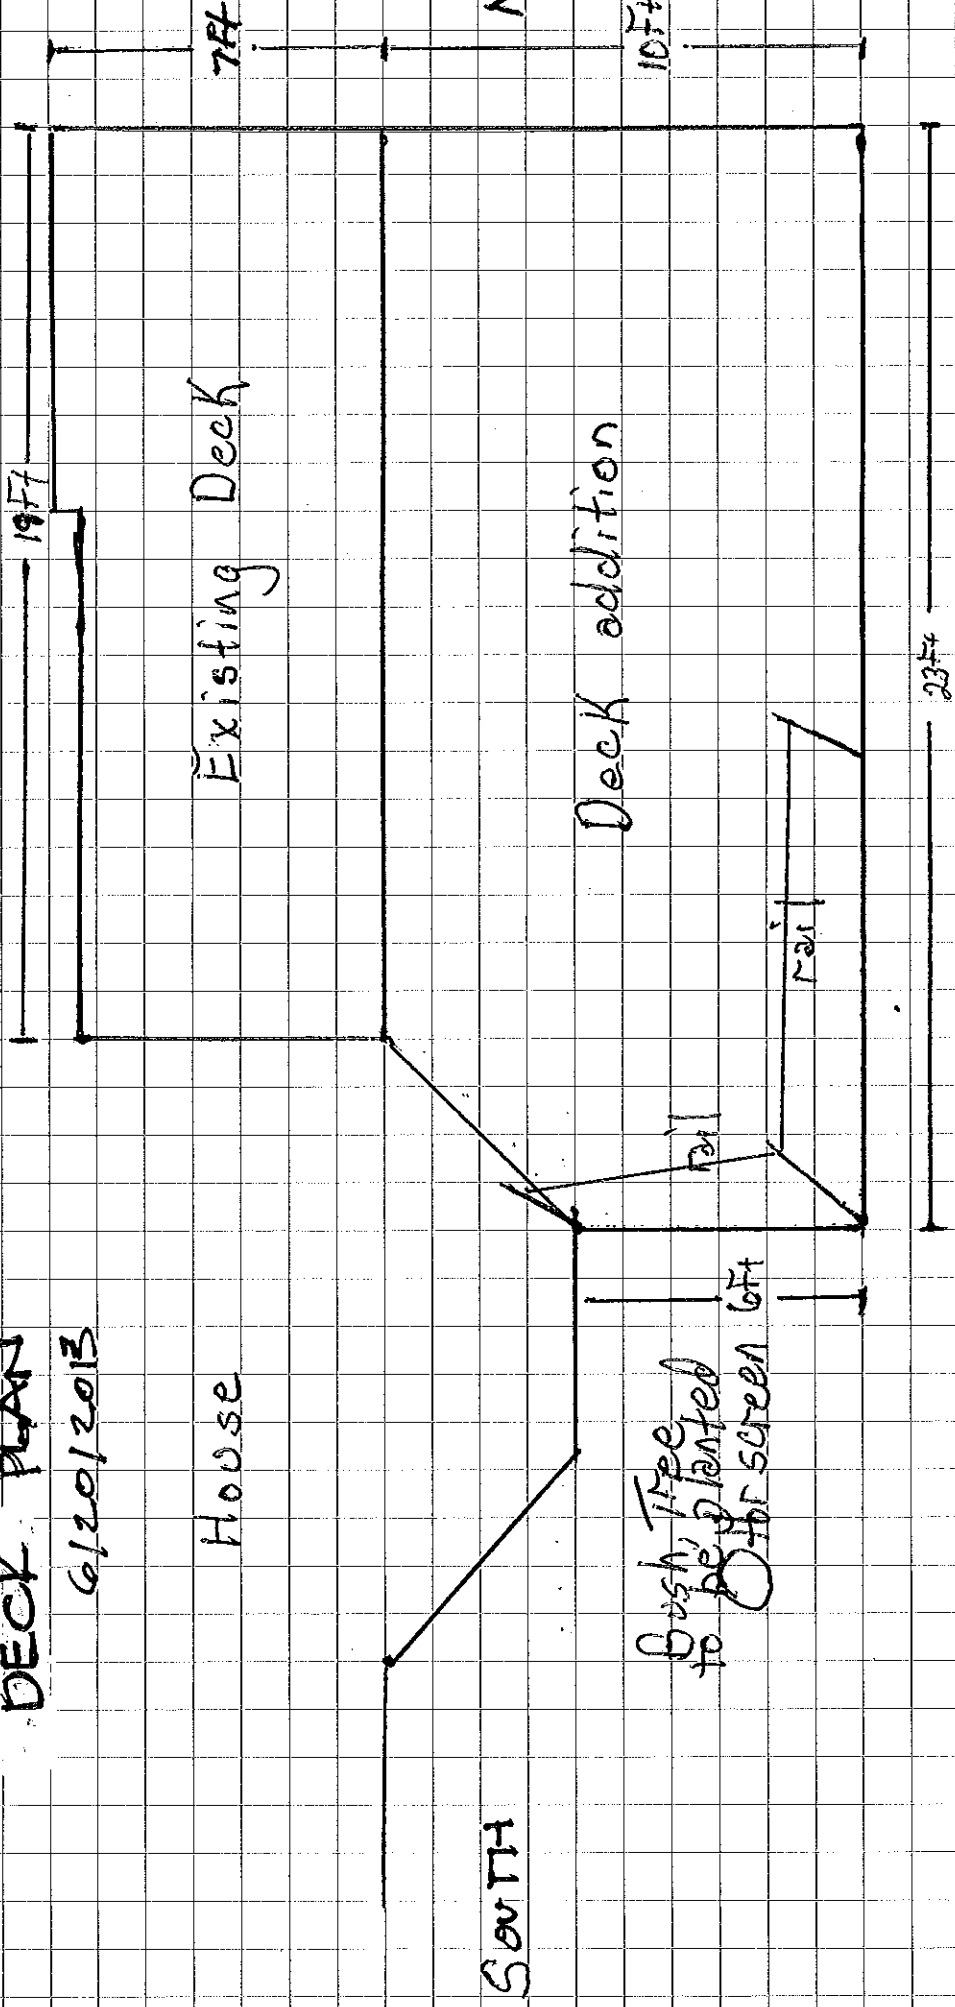 DECK PLAN
6/20/2013
19Ft
7Ft
House
Existing Deck
SOUTH
N
Bush, Tree
to be planted
for screen
6Ft
rail
rail
Deck addition
10Ft
23Ft